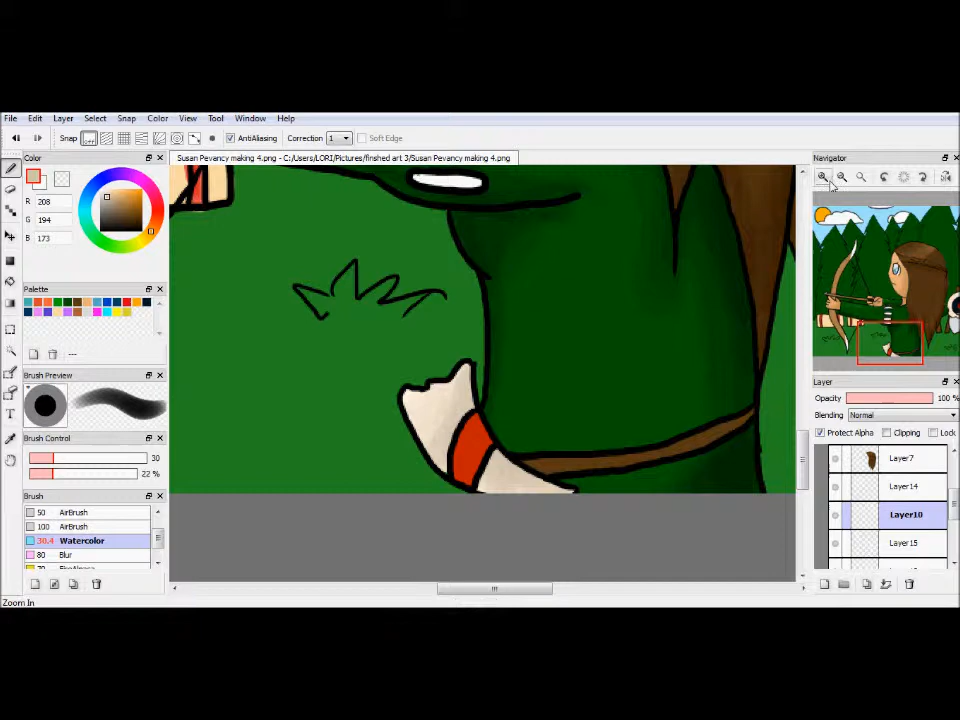 File Edit Layer Select Snap Color View Tool Window Help
Snap OFF AntiAliasing Correction 1 Soft Edge
Color
Susan Pevancy making 4.png - C:/Users/LORI/Pictures/finshed art 3/Susan Pevancy making 4.png
Navigator
R 208
G 194
B 173
Palette
---
Brush Preview
Layer
Opacity 100 %
Blending Normal
Protect Alpha Clipping Lock
Brush Control
30
22 %
Layer7
Layer14
Layer10
Layer15
Brush
50 AirBrush
100 AirBrush
30.4 Watercolor
80 Blur
Zoom In